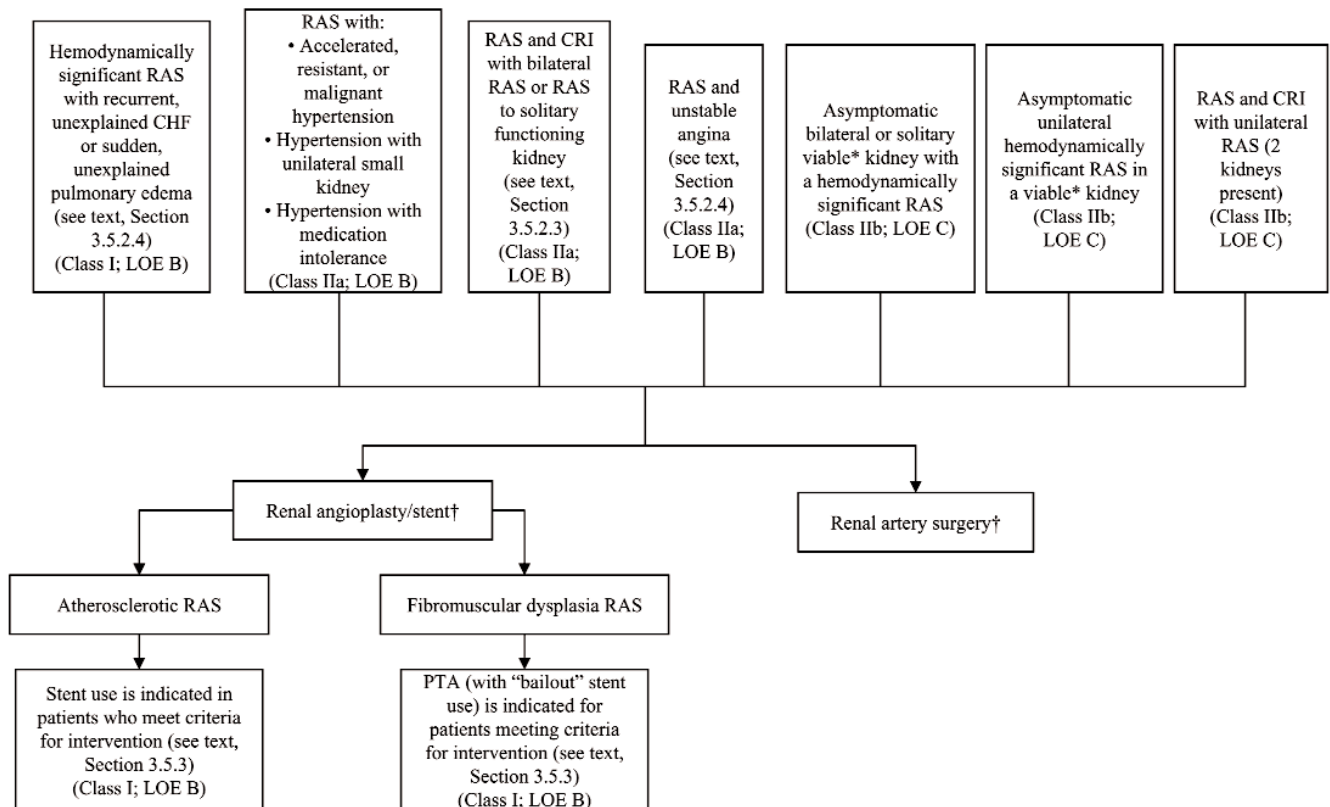 Hemodynamically
significant RAS
with recurrent,
unexplained CHF
or sudden,
unexplained
pulmonary edema
(see text, Section
3.5.2.4)
(Class I; LOE B)
RAS with:
• Accelerated,
resistant, or
malignant
hypertension
• Hypertension with
unilateral small
kidney
• Hypertension with
medication
intolerance
(Class IIa; LOE B)
RAS and CRI
with bilateral
RAS or RAS
to solitary
functioning
kidney
(see text,
Section
3.5.2.3)
(Class IIa;
LOE B)
RAS and
unstable
angina
(see text,
Section
3.5.2.4)
(Class IIa;
LOE B)
Asymptomatic
bilateral or solitary
viable* kidney with
a hemodynamically
significant RAS
(Class IIb; LOE C)
Asymptomatic
unilateral
hemodynamically
significant RAS in
a viable* kidney
(Class IIb;
LOE C)
RAS and CRI
with unilateral
RAS (2
kidneys
present)
(Class IIb;
LOE C)
Renal angioplasty/stent†
Renal artery surgery†
Atherosclerotic RAS
Fibromuscular dysplasia RAS
Stent use is indicated in
patients who meet criteria
for intervention (see text,
Section 3.5.3)
(Class I; LOE B)
PTA (with “bailout” stent
use) is indicated for
patients meeting criteria
for intervention (see text,
Section 3.5.3)
(Class I; LOE B)